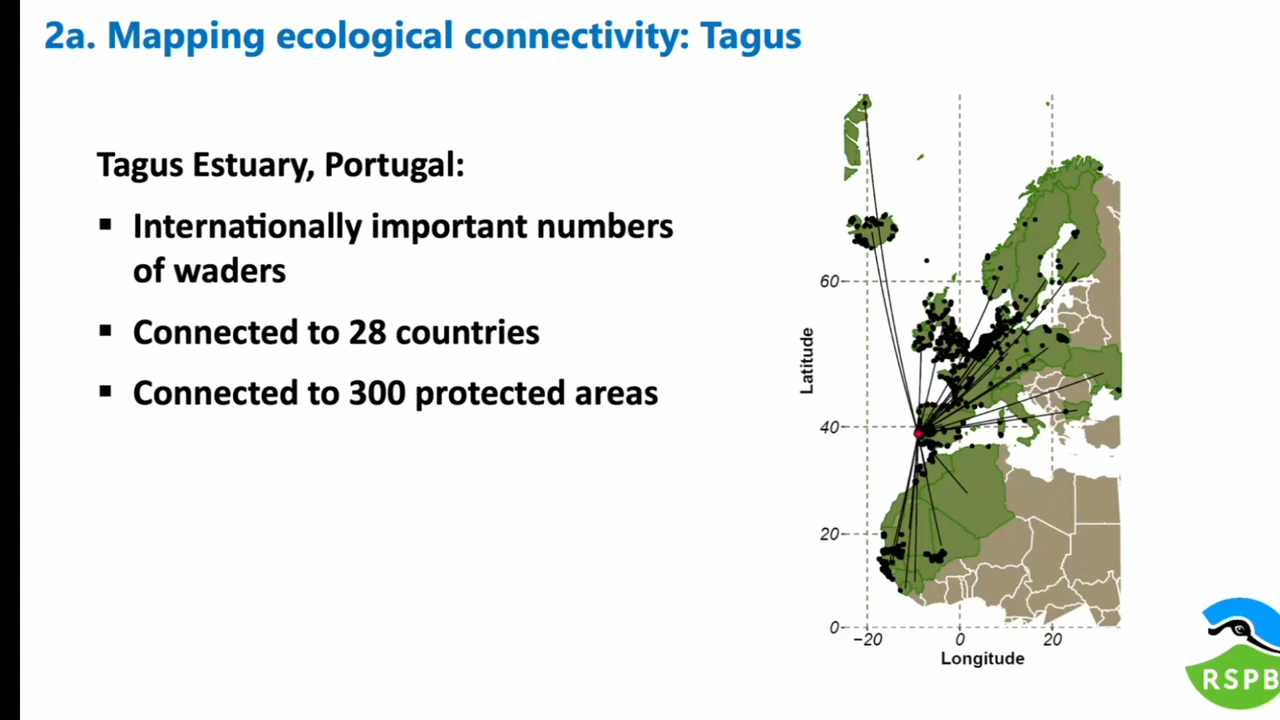 2a. Mapping ecological connectivity: Tagus
Tagus Estuary, Portugal:
▪ Internationally important numbers
of waders
▪ Connected to 28 countries
▪ Connected to 300 protected areas
60
40
20
0
Latitude
−20 0 20
Longitude
RSPB